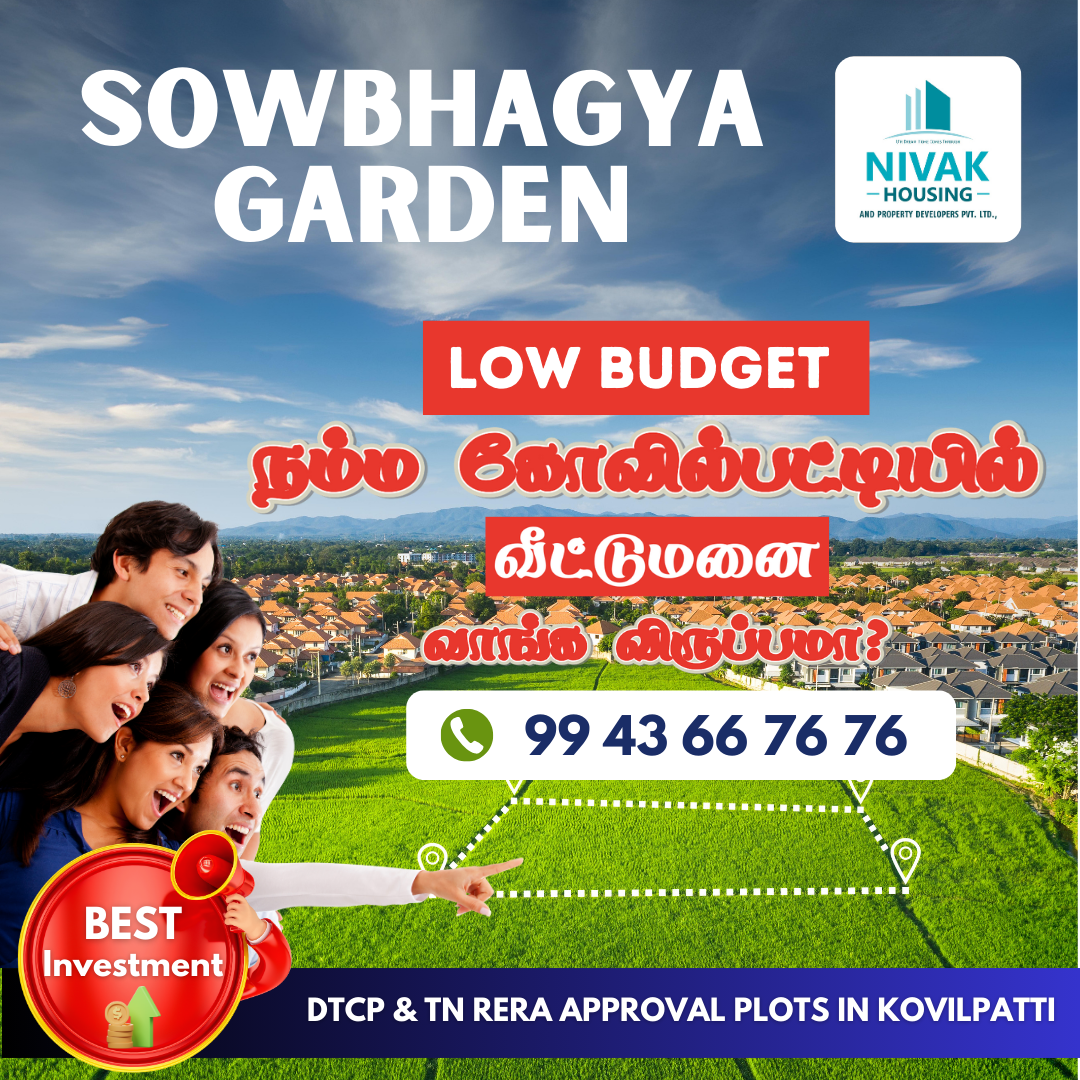 SOWBHAGYA
GARDEN
NIVAK
HOUSING
AND PROPERTY DEVELOPERS PVT. LTD.,
LOW BUDGET
நம்ம கோவில்பட்டியில்
வீட்டுமனை
வாங்க விருப்பமா?
99 43 66 76 76
BEST
Investment
DTCP & TN RERA APPROVAL PLOTS IN KOVILPATTI